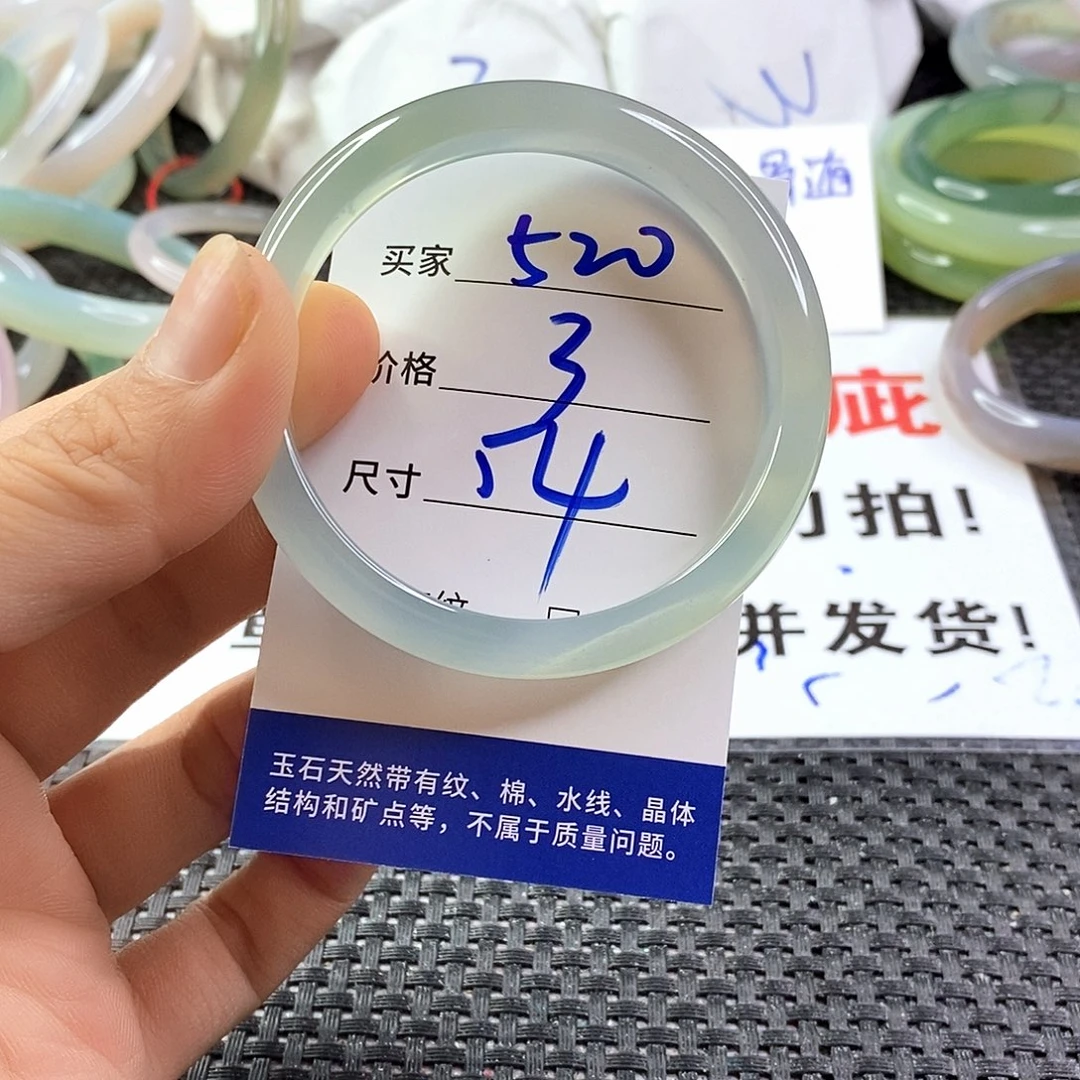 买家 520
价格 3
尺寸 54
纹
玉石天然带有纹、棉、水线、晶体
结构和矿点等，不属于质量问题。
疵
拍!
并发货!